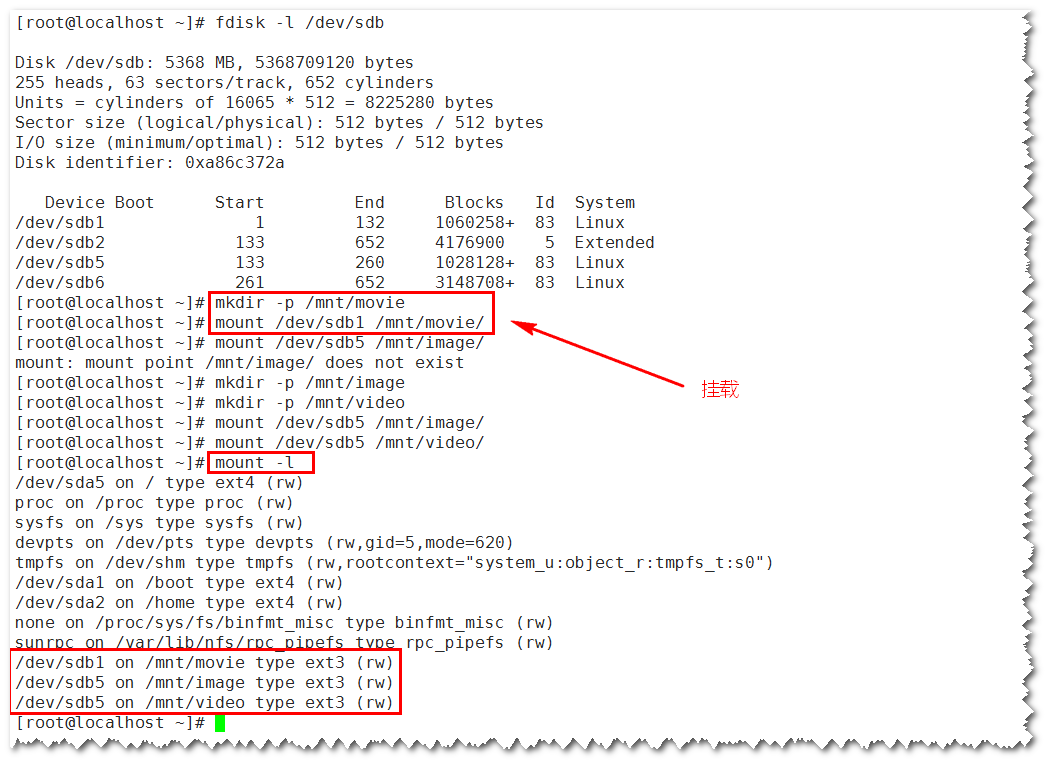 [root@localhost ~]# fdisk -l /dev/sdb
Disk /dev/sdb: 5368 MB, 5368709120 bytes
255 heads, 63 sectors/track, 652 cylinders
Units = cylinders of 16065 * 512 = 8225280 bytes
Sector size (logical/physical): 512 bytes / 512 bytes
I/O size (minimum/optimal): 512 bytes / 512 bytes
Disk identifier: 0xa86c372a
   Device Boot      Start         End      Blocks   Id  System
/dev/sdb1               1         132     1060258+  83  Linux
/dev/sdb2             133         652     4176900    5  Extended
/dev/sdb5             133         260     1028128+  83  Linux
/dev/sdb6             261         652     3148708+  83  Linux
[root@localhost ~]# mkdir -p /mnt/movie
[root@localhost ~]# mount /dev/sdb1 /mnt/movie/
[root@localhost ~]# mount /dev/sdb5 /mnt/image/
mount: mount point /mnt/image/ does not exist
[root@localhost ~]# mkdir -p /mnt/image
挂载
[root@localhost ~]# mkdir -p /mnt/video
[root@localhost ~]# mount /dev/sdb5 /mnt/image/
[root@localhost ~]# mount /dev/sdb5 /mnt/video/
[root@localhost ~]# mount -l
/dev/sda5 on / type ext4 (rw)
proc on /proc type proc (rw)
sysfs on /sys type sysfs (rw)
devpts on /dev/pts type devpts (rw,gid=5,mode=620)
tmpfs on /dev/shm type tmpfs (rw,rootcontext="system_u:object_r:tmpfs_t:s0")
/dev/sda1 on /boot type ext4 (rw)
/dev/sda2 on /home type ext4 (rw)
none on /proc/sys/fs/binfmt_misc type binfmt_misc (rw)
sunrpc on /var/lib/nfs/rpc_pipefs type rpc_pipefs (rw)
/dev/sdb1 on /mnt/movie type ext3 (rw)
/dev/sdb5 on /mnt/image type ext3 (rw)
/dev/sdb5 on /mnt/video type ext3 (rw)
[root@localhost ~]#